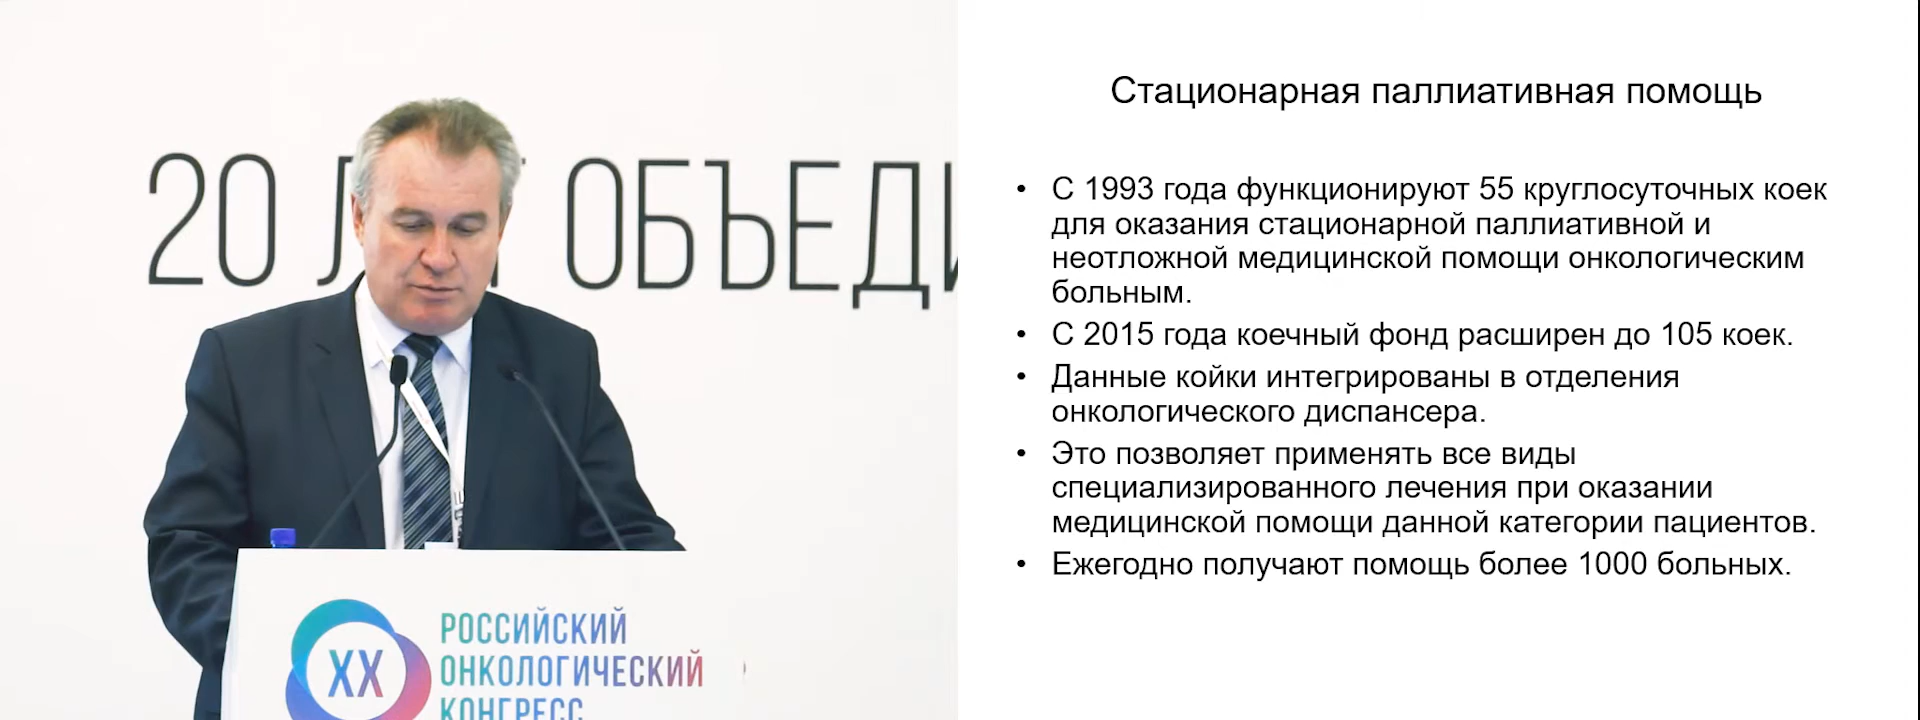 20 ОБЪЕДИ
РОССИЙСКИЙ
ОНКОЛОГИЧЕСКИЙ
КОНГРЕСС
XX
Стационарная паллиативная помощь
• С 1993 года функционируют 55 круглосуточных коек
для оказания стационарной паллиативной и
неотложной медицинской помощи онкологическим
больным.
• С 2015 года коечный фонд расширен до 105 коек.
• Данные койки интегрированы в отделения
онкологического диспансера.
• Это позволяет применять все виды
специализированного лечения при оказании
медицинской помощи данной категории пациентов.
• Ежегодно получают помощь более 1000 больных.